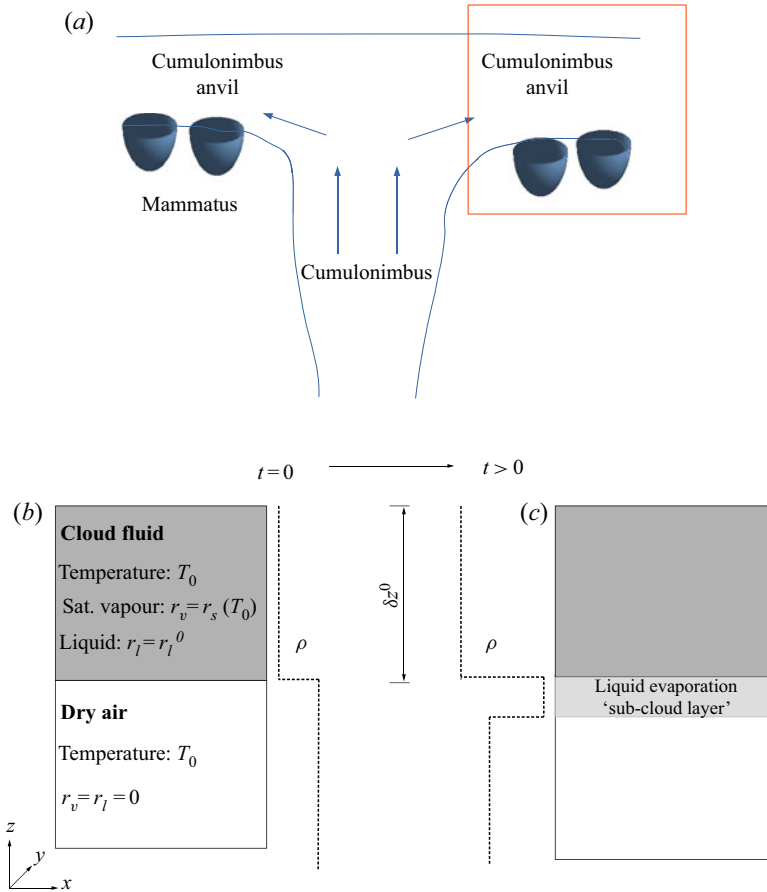 (a)
Cumulonimbus
anvil
Cumulonimbus
anvil
Mammatus
Cumulonimbus
t = 0
t > 0
(b)
Cloud fluid
Temperature: T₀
Sat. vapour: rᵥ = rₛ (T₀)
Liquid: rₗ = rₗ⁰
ρ
Dry air
Temperature: T₀
rᵥ = rₗ = 0
z
y
x
δz⁰
(c)
ρ
Liquid evaporation
‘sub-cloud layer’